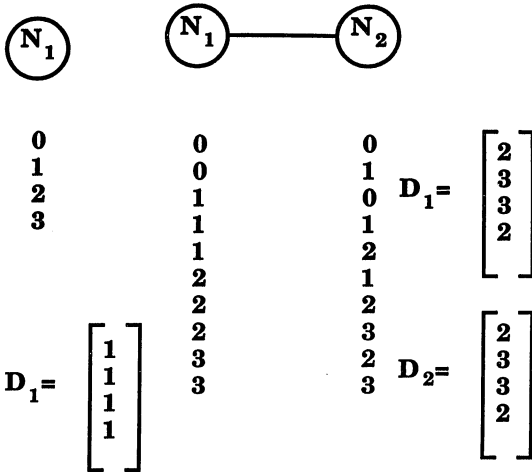 N1 N1 N2
0 0 0
1 0 1
2 1 0
3 1 1
1 2
2 1
2 2
2 3
3 2
3 3
D1= [ 1 1 1 1 ]
D1= [ 2 3 3 2 ]
D2= [ 2 3 3 2 ]